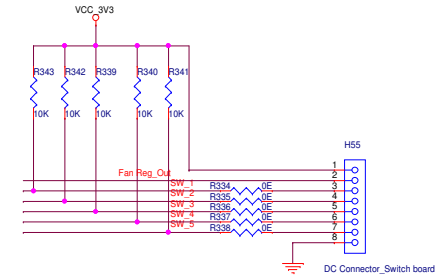 VCC_3V3
R343 R342 R339 R340 R341
10K 10K 10K 10K 10K
H55
Fan Reg_Out
1
2
SW_1 R334 0E 3
SW_2 R335 0E 4
SW_3 R336 0E 5
SW_4 R337 0E 6
SW_5 R338 0E 7
8
DC Connector_Switch board